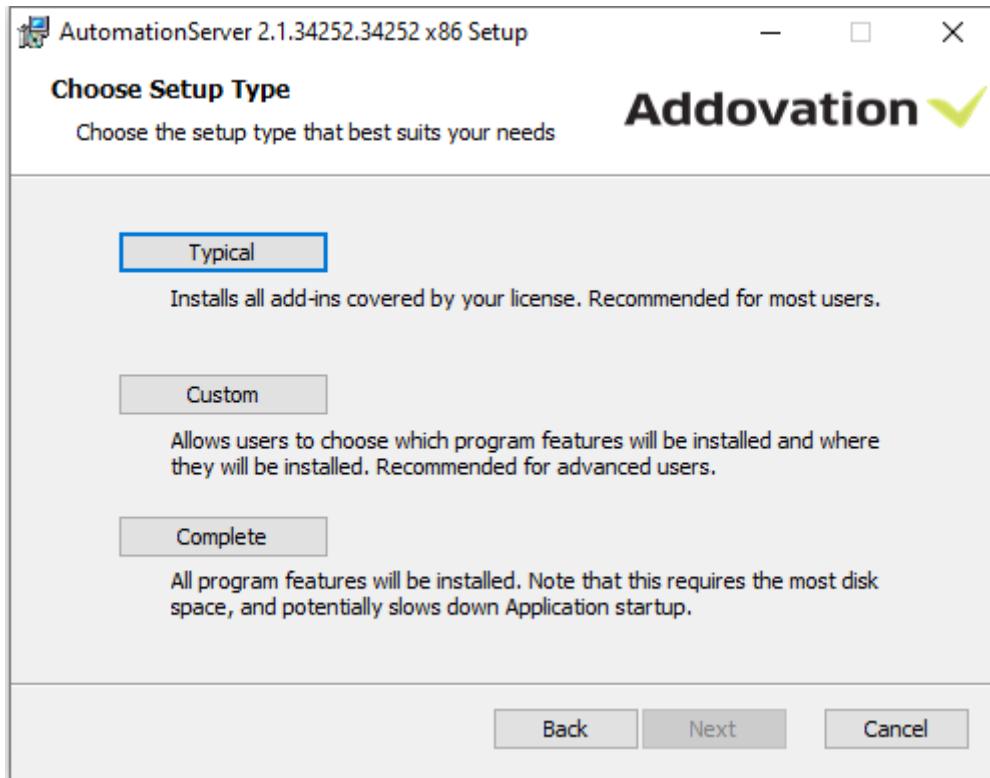 AutomationServer 2.1.34252.34252 x86 Setup
Choose Setup Type
Choose the setup type that best suits your needs
Addovation
Typical
Installs all add-ins covered by your license. Recommended for most users.
Custom
Allows users to choose which program features will be installed and where
they will be installed. Recommended for advanced users.
Complete
All program features will be installed. Note that this requires the most disk
space, and potentially slows down Application startup.
Back
Next
Cancel